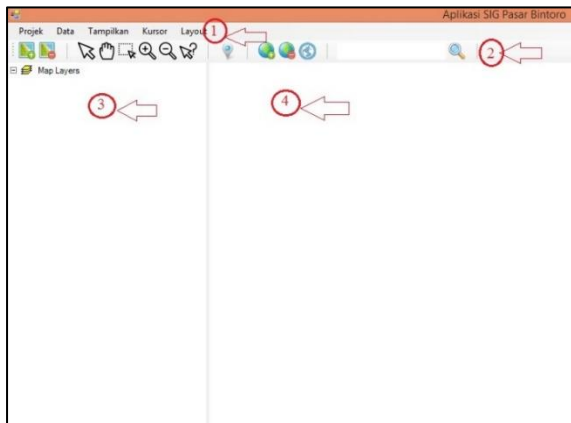 Aplikasi SIG Pasar Bintoro
Projek Data Tampilkan Kursor Layout 1
2
Map Layers
3 4